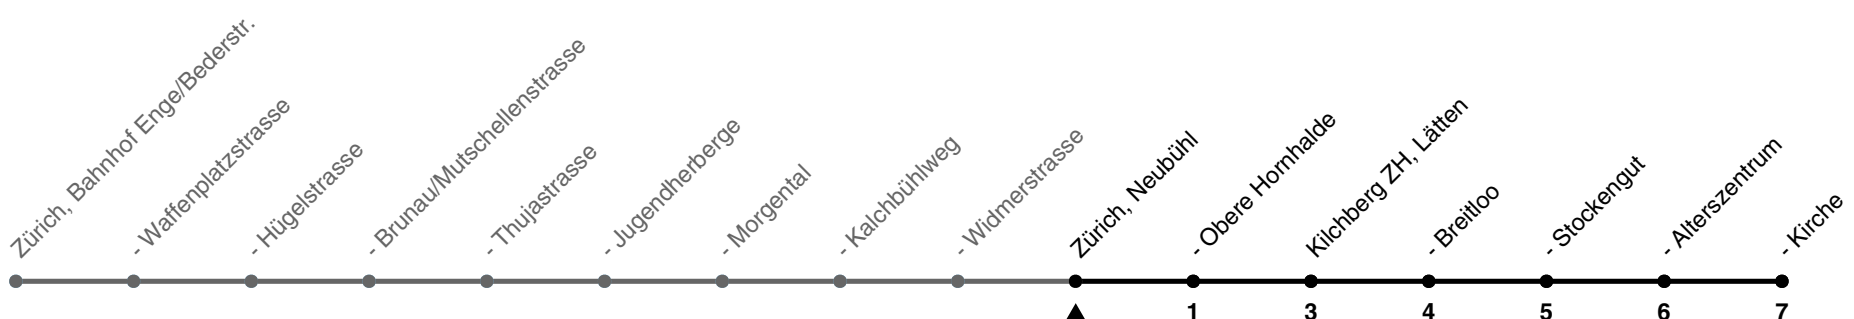 Zürich, Bahnhof Enge/Bederstr.
- Waffenplatzstrasse
- Hügelstrasse
- Brunau/Mutschellenstrasse
- Thujastrasse
- Jugendherberge
- Morgental
- Kalchbühlweg
- Widmerstrasse
Zürich, Neubühl
- Obere Hornhalde
Kilchberg ZH, Lätten
- Breitloo
- Stockengut
- Alterszentrum
- Kirche
1 3 4 5 6 7